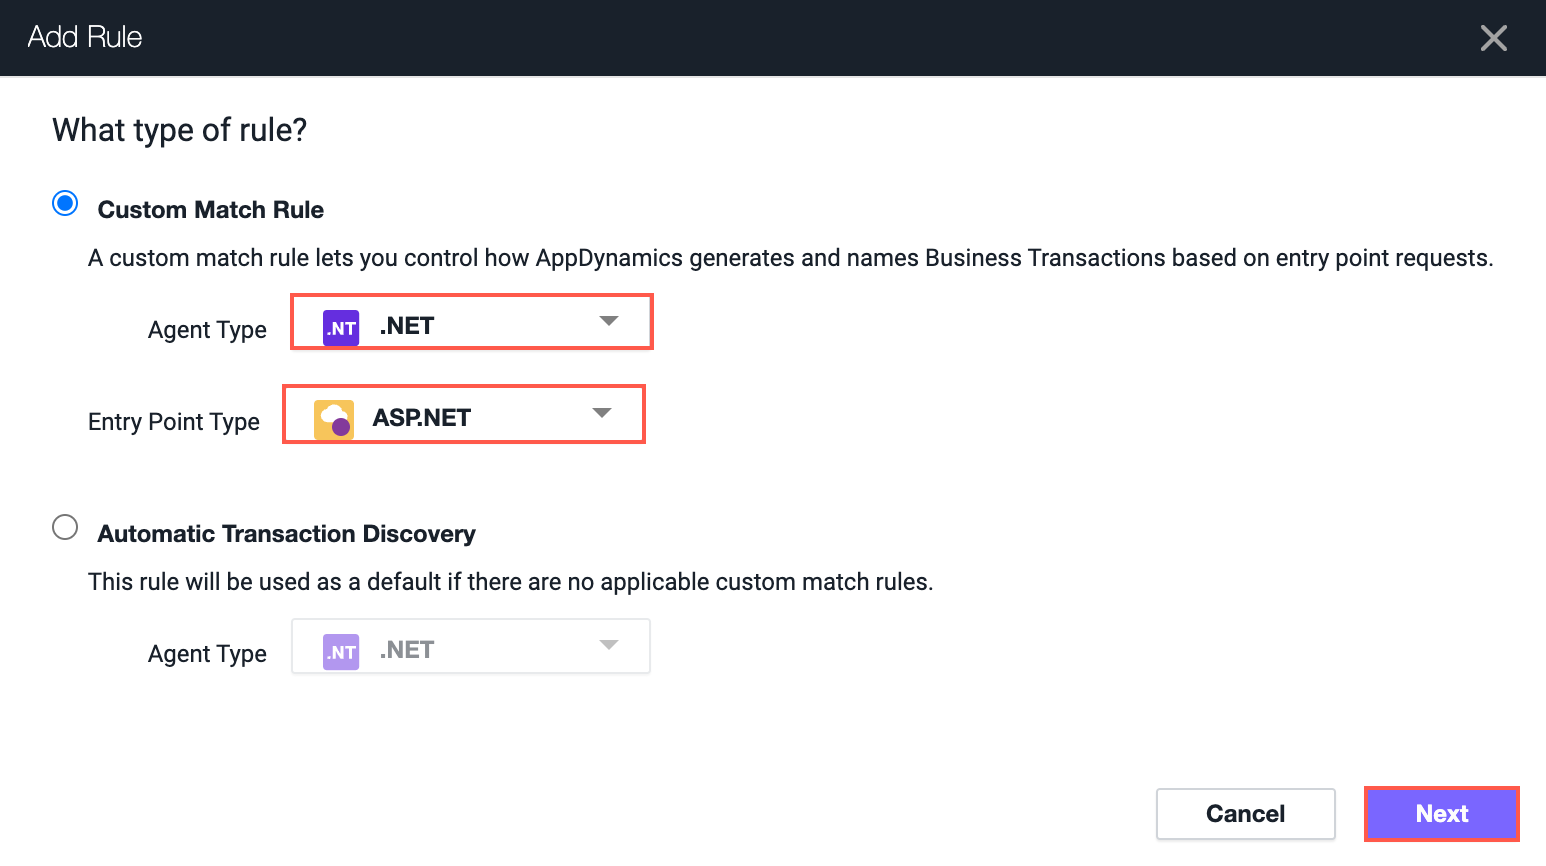 Add Rule
What type of rule?
Custom Match Rule
A custom match rule lets you control how AppDynamics generates and names Business Transactions based on entry point requests.
Agent Type .NT .NET
Entry Point Type ASP.NET
Automatic Transaction Discovery
This rule will be used as a default if there are no applicable custom match rules.
Agent Type .NT .NET
Cancel Next